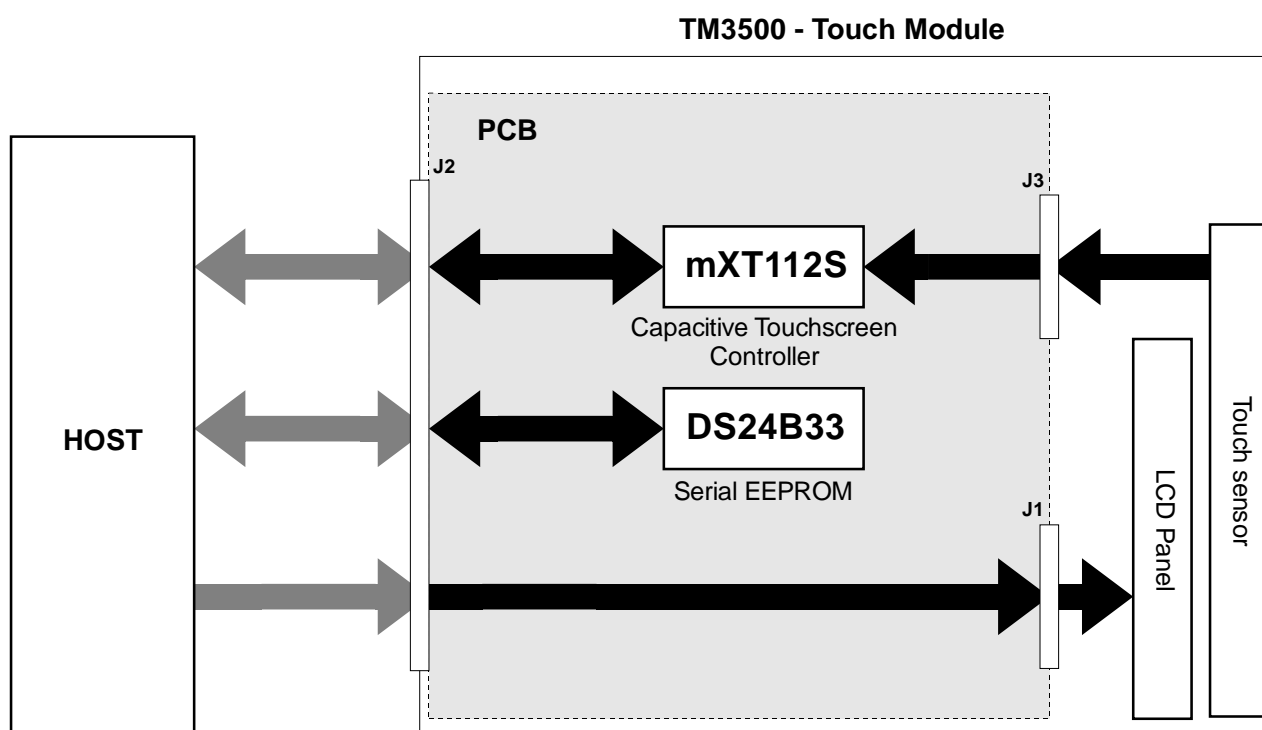 TM3500 - Touch Module
PCB
J2
J3
mXT112S
Capacitive Touchscreen
Controller
HOST
DS24B33
Serial EEPROM
J1
LCD Panel
Touch sensor